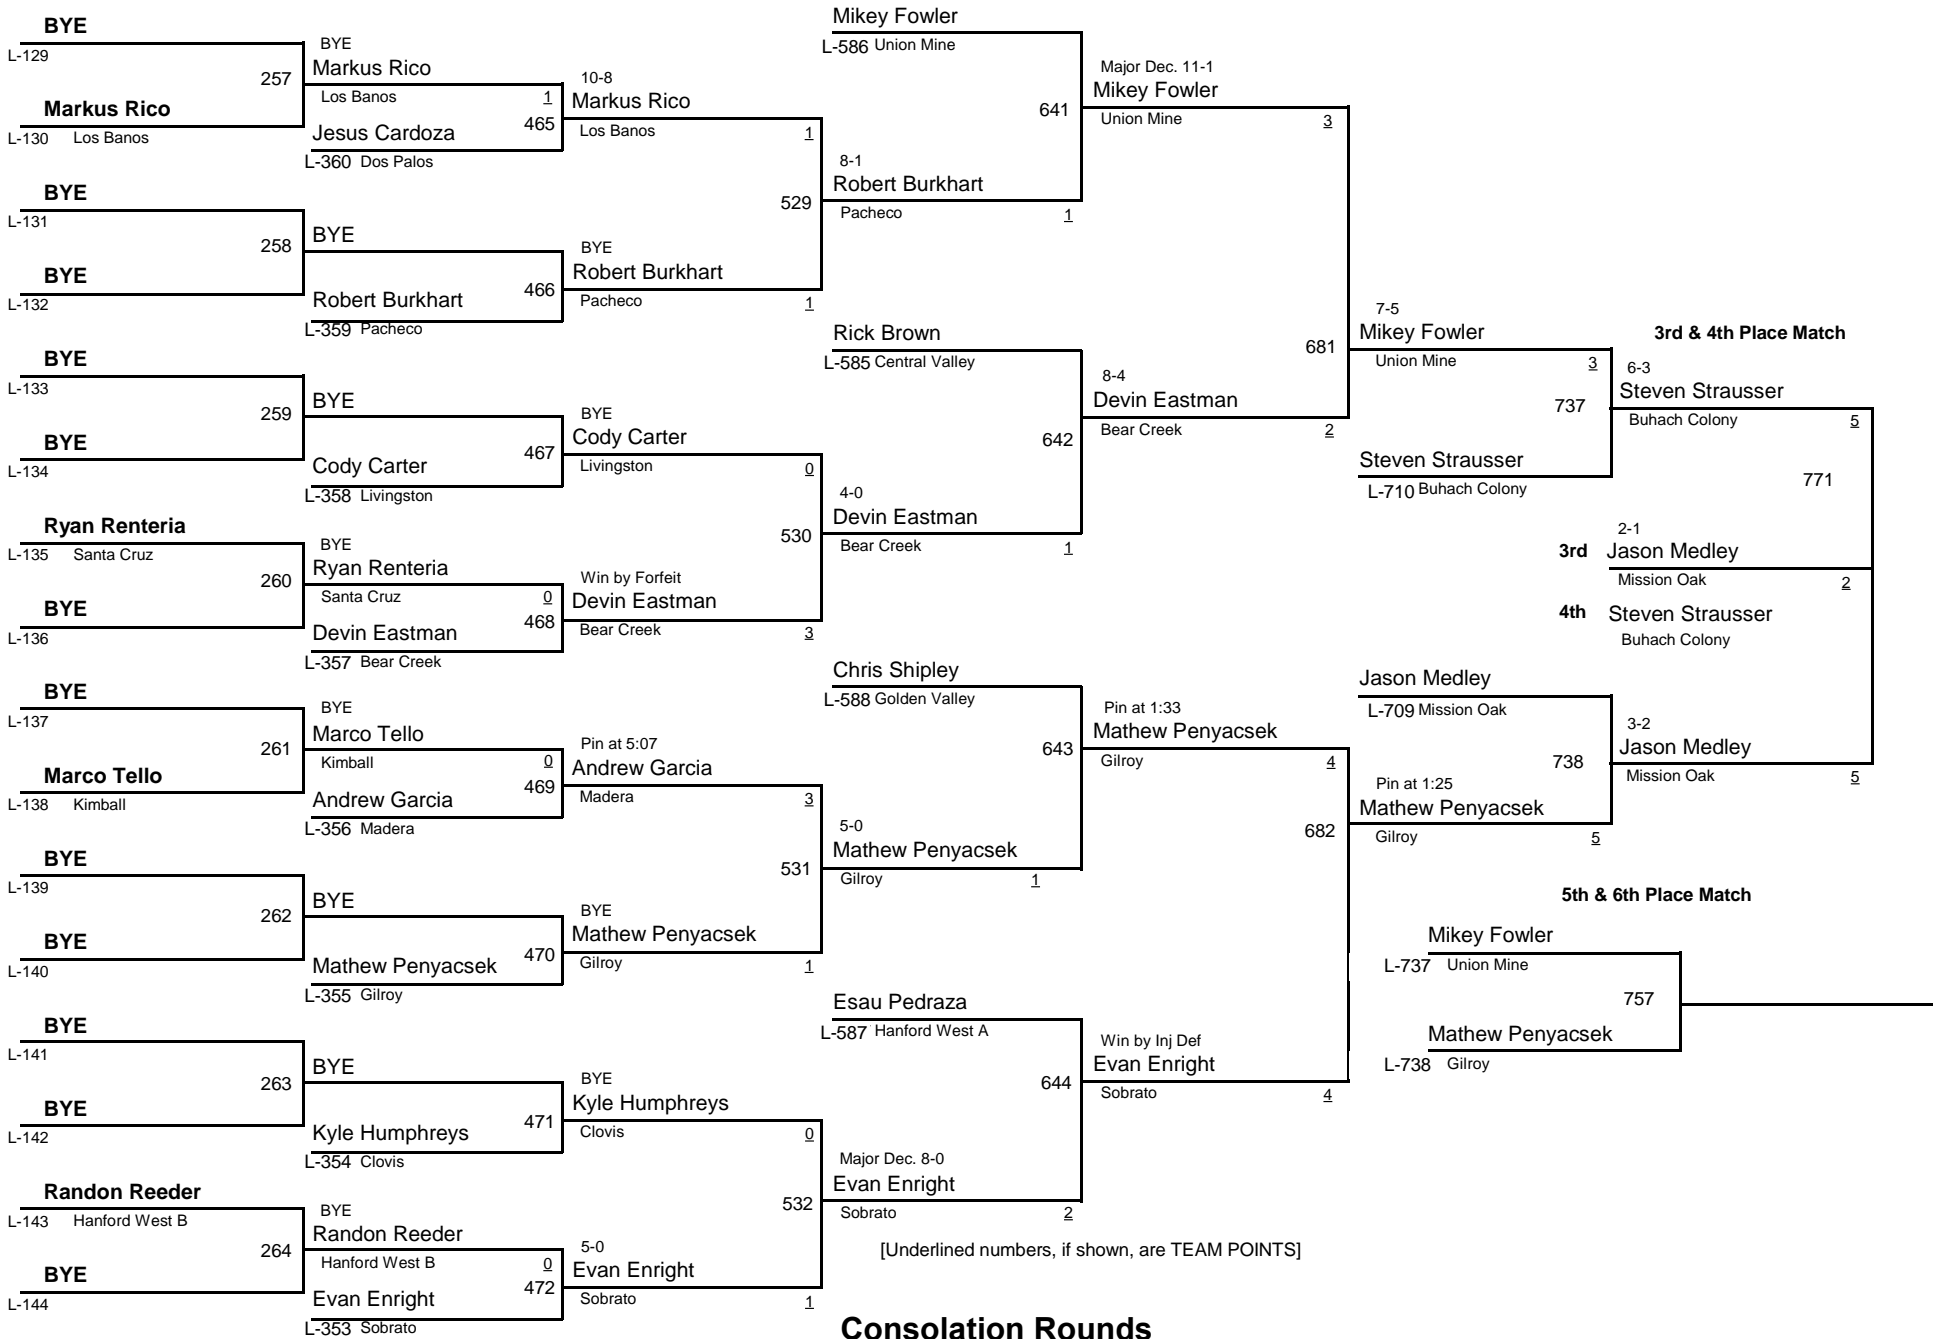 BYE
L-129
257
Markus Rico
L-130 Los Banos
BYE
L-131
258
BYE
L-132
BYE
L-133
259
BYE
L-134
Ryan Renteria
L-135 Santa Cruz
260
BYE
L-136
BYE
L-137
261
Marco Tello
L-138 Kimball
BYE
L-139
262
BYE
L-140
BYE
L-141
263
BYE
L-142
Randon Reeder
L-143 Hanford West B
264
BYE
L-144
BYE
Markus Rico
Los Banos 1
Jesus Cardoza 465
L-360 Dos Palos
BYE
Robert Burkhart 466
L-359 Pacheco
BYE
Cody Carter 467
L-358 Livingston
BYE
Ryan Renteria
Santa Cruz 0
Devin Eastman 468
L-357 Bear Creek
BYE
Marco Tello
Kimball 0
Andrew Garcia 469
L-356 Madera
BYE
Mathew Penyacsek 470
L-355 Gilroy
BYE
Kyle Humphreys 471
L-354 Clovis
BYE
Randon Reeder
Hanford West B 0
Evan Enright 472
L-353 Sobrato
10-8
Markus Rico
Los Banos 1
529
BYE
Robert Burkhart
Pacheco 1
BYE
Cody Carter
Livingston 0
530
Win by Forfeit
Devin Eastman
Bear Creek 3
Pin at 5:07
Andrew Garcia
Madera 3
531
BYE
Mathew Penyacsek
Gilroy 1
BYE
Kyle Humphreys
Clovis 0
532
5-0
Evan Enright
Sobrato 1
Mikey Fowler
L-586 Union Mine
641
8-1
Robert Burkhart
Pacheco 1
Rick Brown
L-585 Central Valley
642
4-0
Devin Eastman
Bear Creek 1
Chris Shipley
L-588 Golden Valley
643
5-0
Mathew Penyacsek
Gilroy 1
Esau Pedraza
L-587 Hanford West A
644
Major Dec. 8-0
Evan Enright
Sobrato 2
[Underlined numbers, if shown, are TEAM POINTS]
Consolation Rounds
Major Dec. 11-1
Mikey Fowler
Union Mine 3
681
8-4
Devin Eastman
Bear Creek 2
Pin at 1:33
Mathew Penyacsek
Gilroy 4
682
Win by Inj Def
Evan Enright
Sobrato 4
7-5
Mikey Fowler
Union Mine 3
737
Steven Strausser
L-710 Buhach Colony
Jason Medley
L-709 Mission Oak
738
Pin at 1:25
Mathew Penyacsek
Gilroy 5
3rd & 4th Place Match
6-3
Steven Strausser
Buhach Colony 5
771
2-1
3rd Jason Medley
Mission Oak 2
4th Steven Strausser
Buhach Colony
3-2
Jason Medley
Mission Oak 5
5th & 6th Place Match
Mikey Fowler
L-737 Union Mine
757
Mathew Penyacsek
L-738 Gilroy